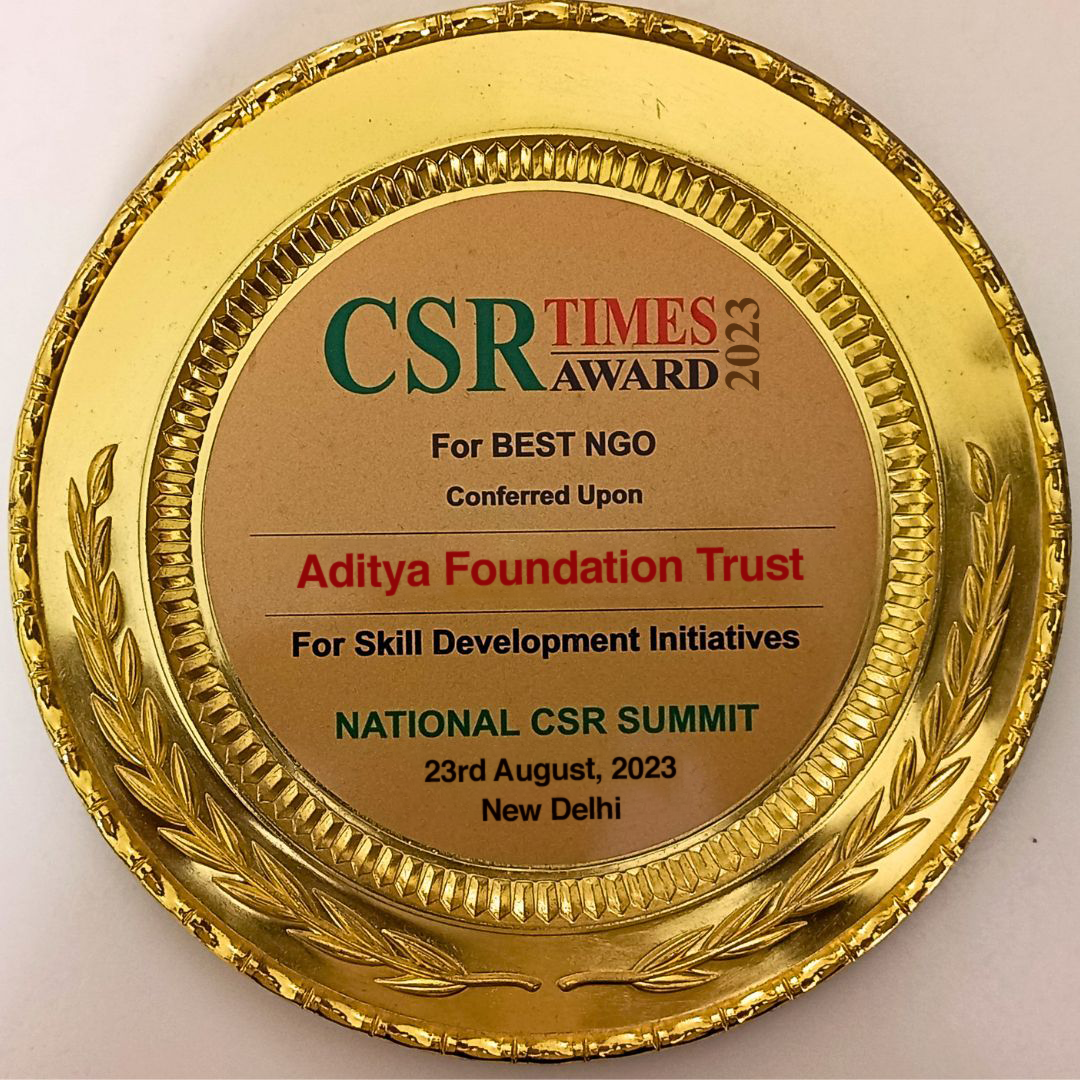 CSR TIMES AWARD 2023
For BEST NGO
Conferred Upon
Aditya Foundation Trust
For Skill Development Initiatives
NATIONAL CSR SUMMIT
23rd August, 2023
New Delhi